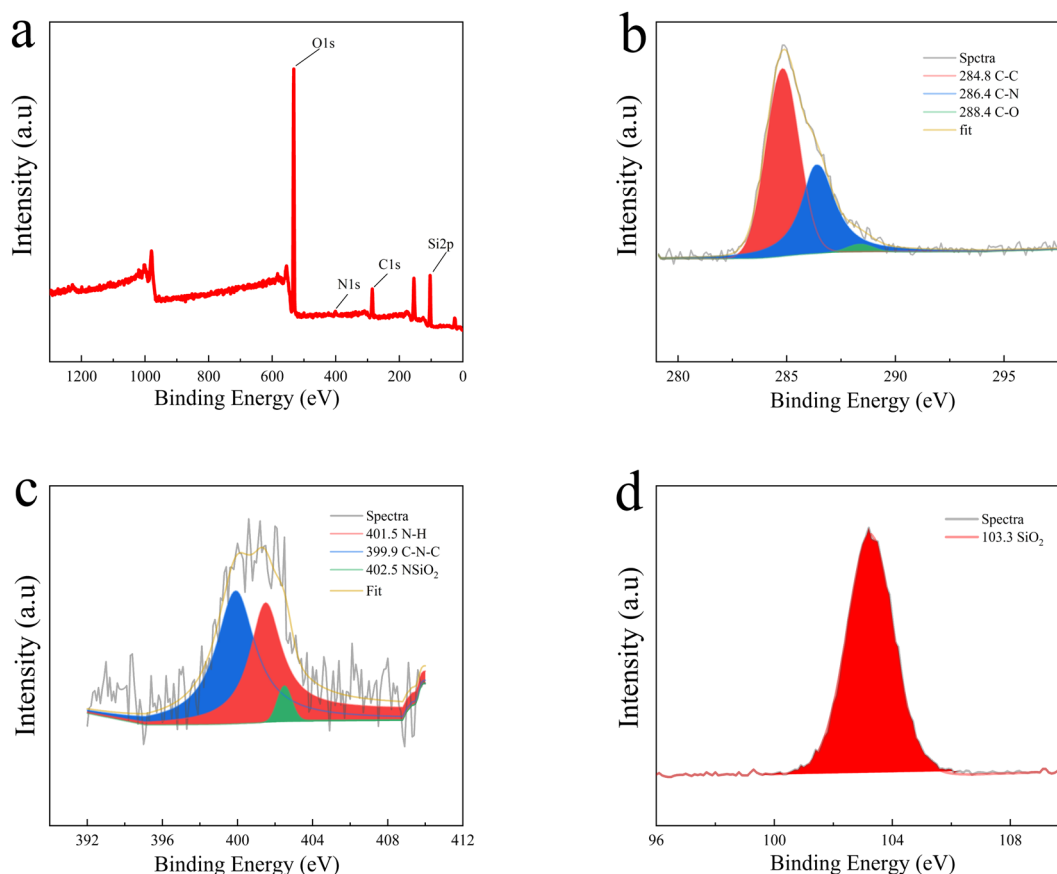 a
O1s
N1s
C1s
Si2p
Intensity (a.u)
1200 1000 800 600 400 200 0
Binding Energy (eV)
b
Spctra
284.8 C-C
286.4 C-N
288.4 C-O
fit
Intensity (a.u)
280 285 290 295
Binding Energy (eV)
c
Spectra
401.5 N-H
399.9 C-N-C
402.5 NSiO₂
Fit
Intensity (a.u)
392 396 400 404 408 412
Binding Energy (eV)
d
Spectra
103.3 SiO₂
Intensity (a.u)
96 100 104 108
Binding Energy (eV)